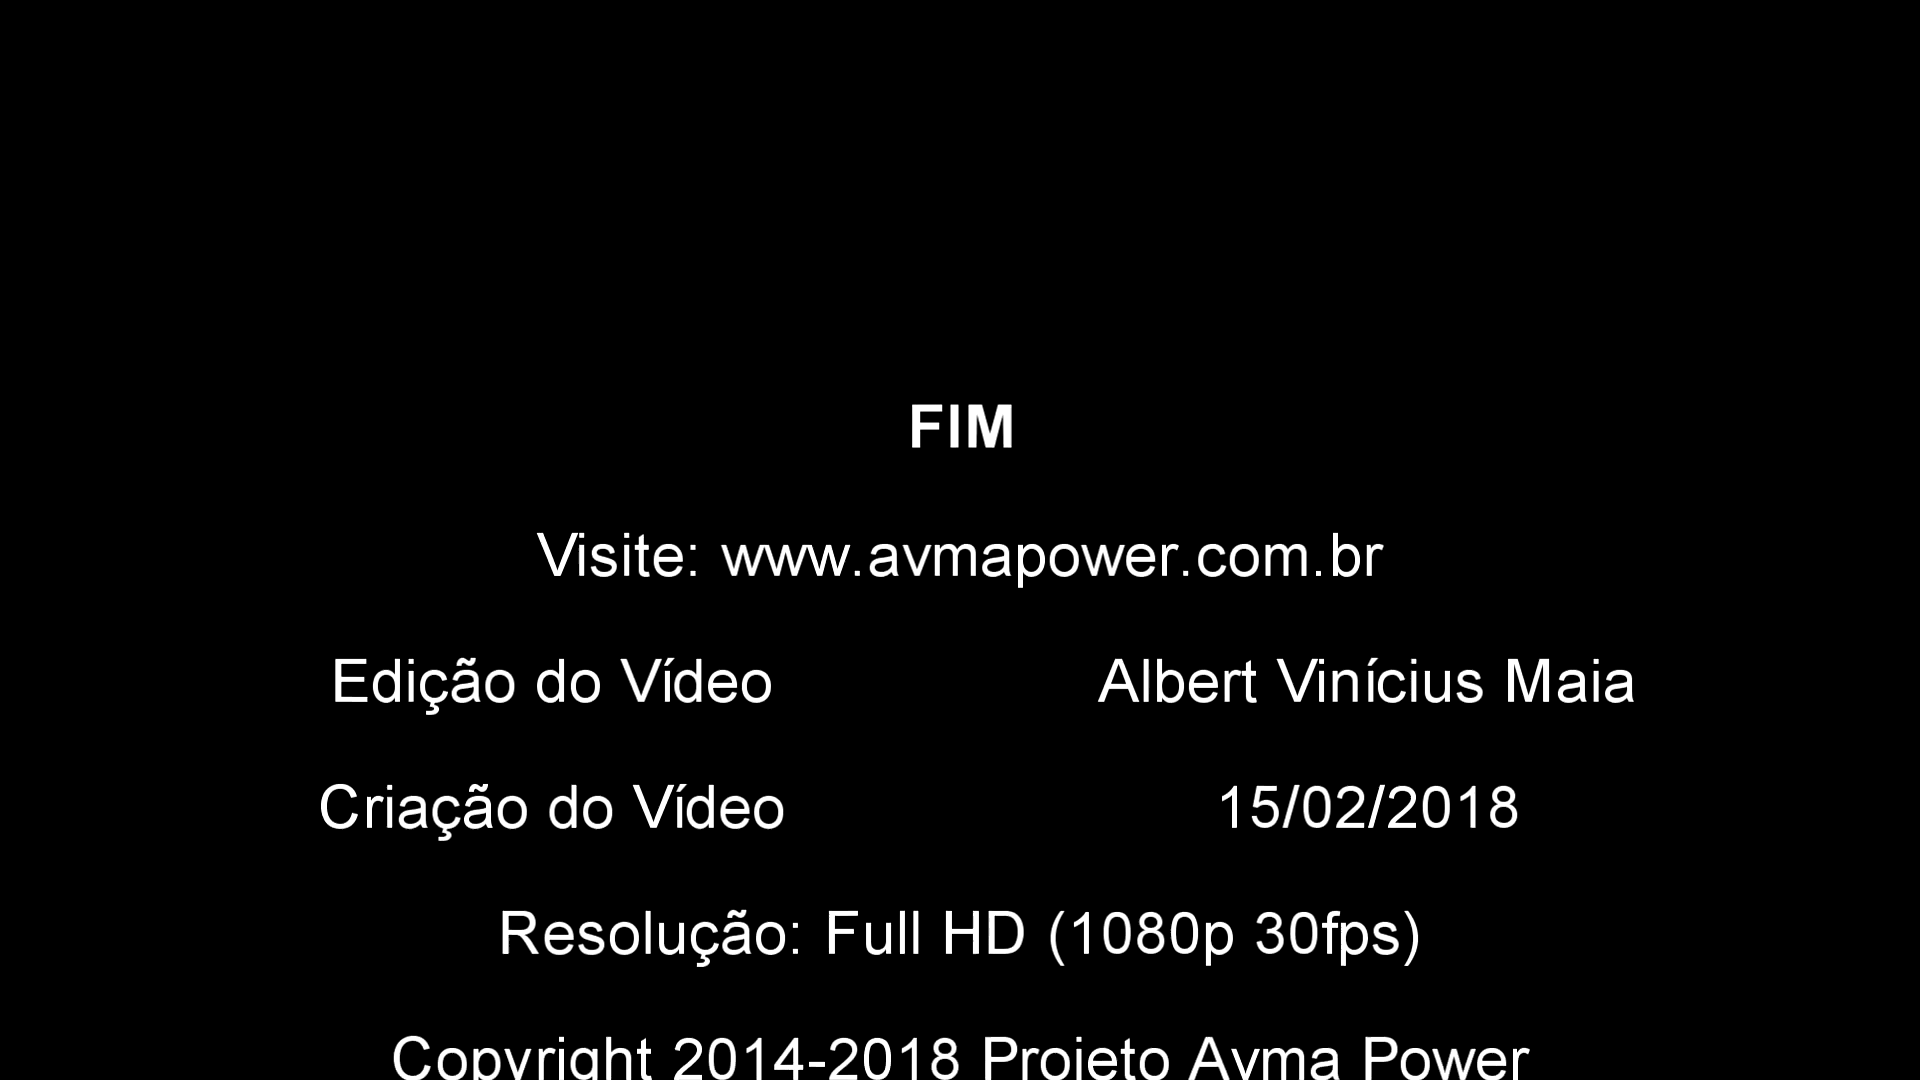 FIM
Visite: www.avmapower.com.br
Edição do Vídeo Albert Vinícius Maia
Criação do Vídeo 15/02/2018
Resolução: Full HD (1080p 30fps)
Copyright 2014-2018 Projeto Avma Power